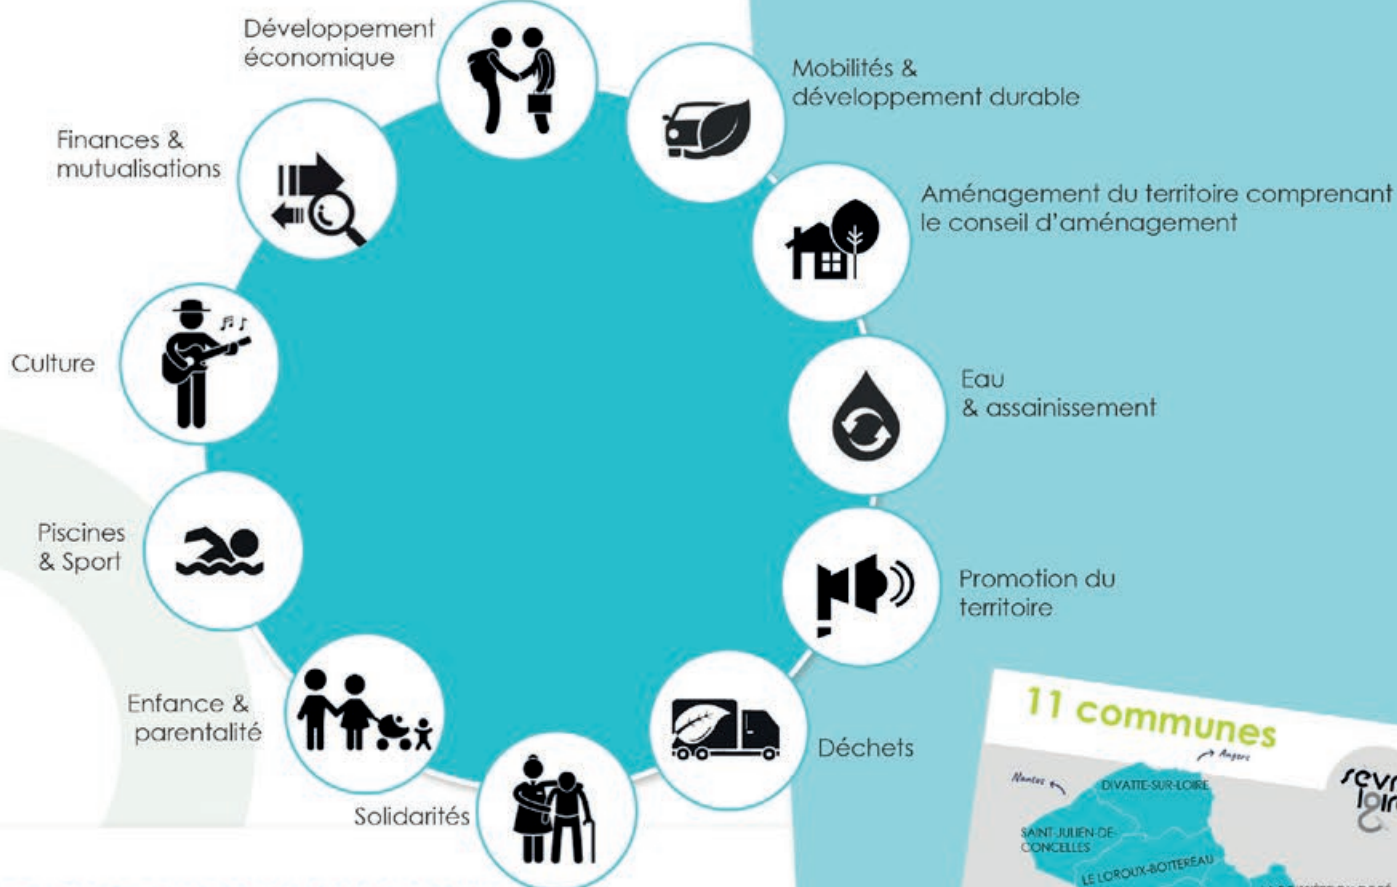 Développement
économique
Mobilités &
développement durable
Finances &
mutualisations
Aménagement du territoire comprenant
le conseil d'aménagement
Culture
Eau
& assainissement
Piscines
& Sport
Promotion du
territoire
Enfance &
parentalité
Déchets
Solidarités
11 communes
Angers
Nantes
DIVATTE-SUR-LOIRE
SAINT-JULIEN-DE-
CONCELLES
LE LOROUX-BOTTEREAU